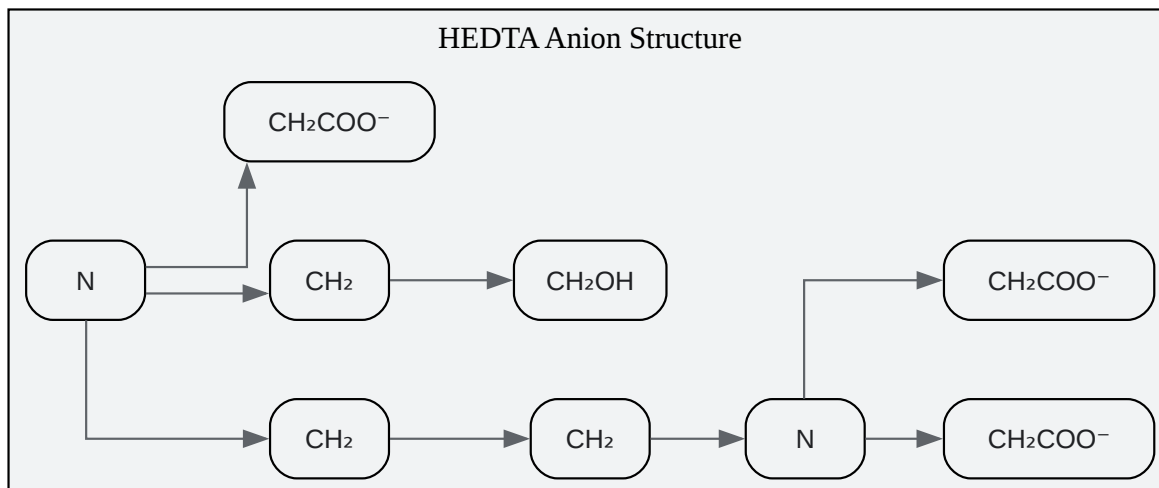 HEDTA Anion Structure
CH₂COO⁻
N
CH₂
CH₂OH
CH₂COO⁻
CH₂
CH₂
N
CH₂COO⁻